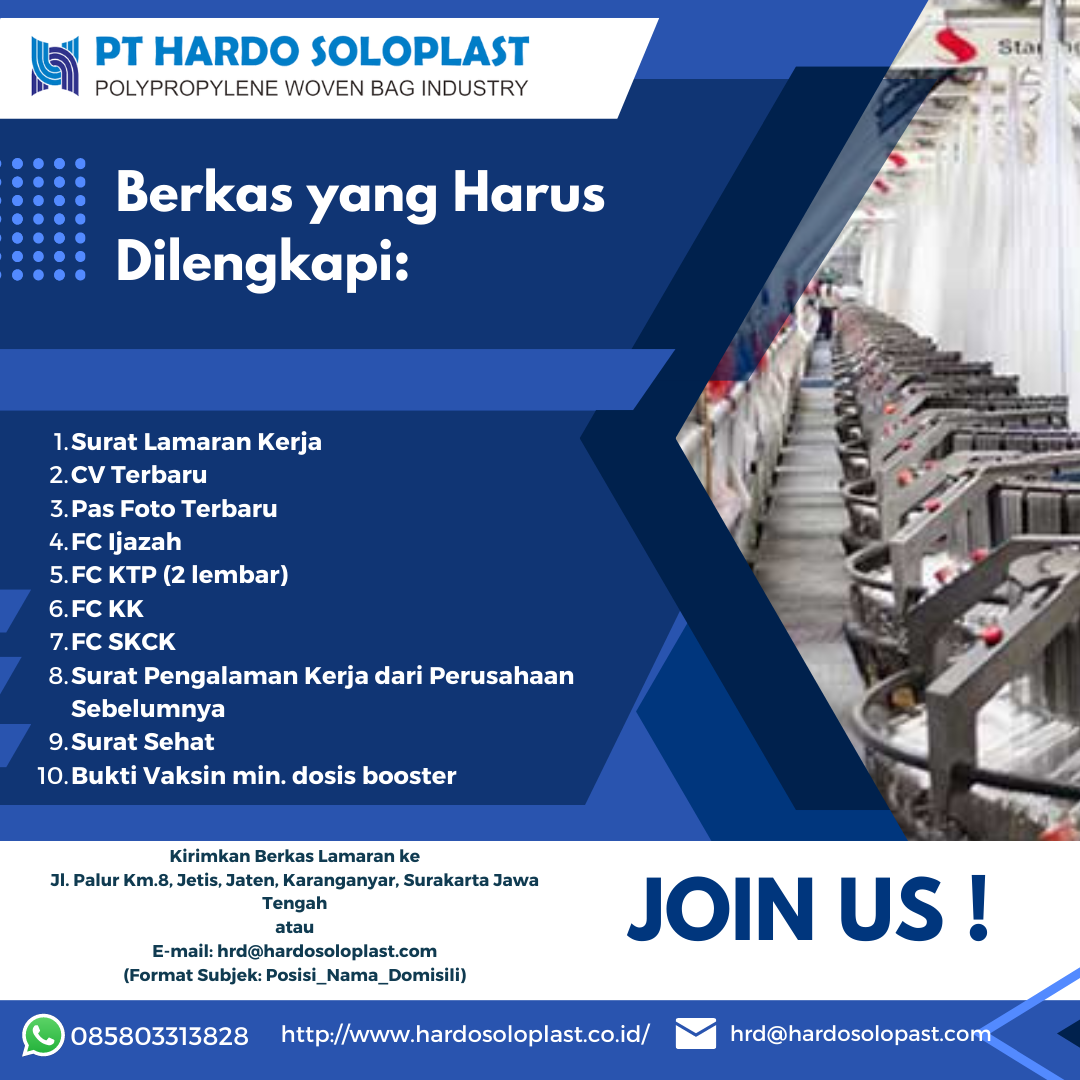 PT HARDO SOLOPLAST
POLYPROPYLENE WOVEN BAG INDUSTRY
Berkas yang Harus
Dilengkapi:
1. Surat Lamaran Kerja
2. CV Terbaru
3. Pas Foto Terbaru
4. FC Ijazah
5. FC KTP (2 lembar)
6. FC KK
7. FC SKCK
8. Surat Pengalaman Kerja dari Perusahaan
Sebelumnya
9. Surat Sehat
10. Bukti Vaksin min. dosis booster
Kirimkan Berkas Lamaran ke
Jl. Palur Km.8, Jetis, Jaten, Karanganyar, Surakarta Jawa
Tengah
atau
E-mail: hrd@hardosoloplast.com
(Format Subjek: Posisi_Nama_Domisili)
JOIN US !
085803313828
http://www.hardosoloplast.co.id/
hrd@hardosolopast.com